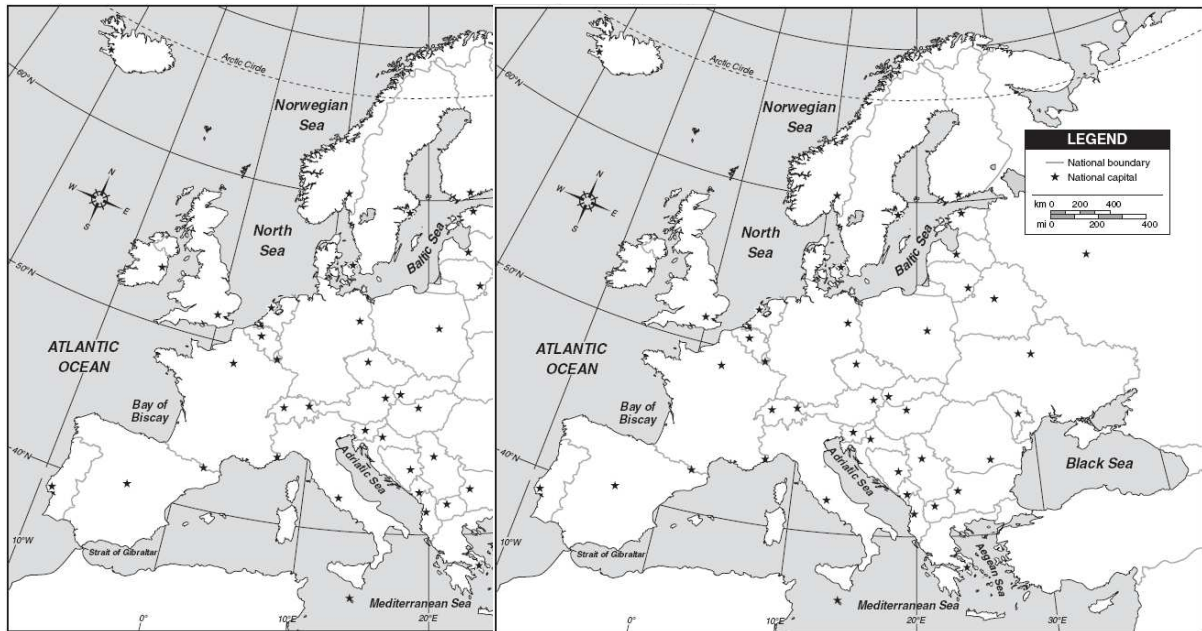 60°N
Arctic Circle
Norwegian
Sea
W
N
E
S
North
Sea
Baltic Sea
50°N
ATLANTIC
OCEAN
Bay of
Biscay
40°N
Adriatic Sea
10°W
Strait of Gibraltar
Mediterranean Sea
0°
10°E
20°E
60°N
Arctic Circle
Norwegian
Sea
LEGEND
National boundary
National capital
km 0 200 400
mi 0 200 400
W
N
E
S
North
Sea
Baltic Sea
50°N
ATLANTIC
OCEAN
Bay of
Biscay
Black Sea
40°N
Adriatic Sea
10°W
Strait of Gibraltar
Aegean Sea
Mediterranean Sea
0°
10°E
20°E
30°E